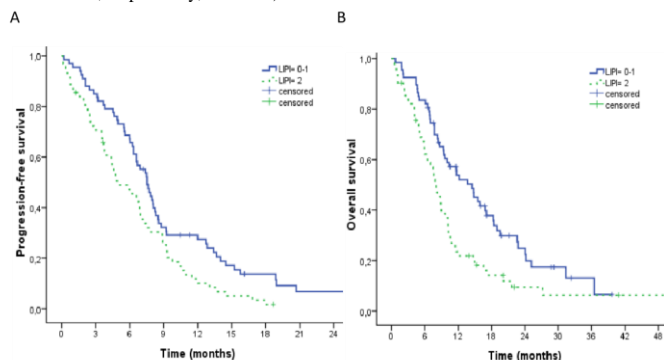 A
B
LIPI= 0-1
LIPI= 2
censored
censored
Progression-free survival
1,0
0,8
0,6
0,4
0,2
0,0
0 3 6 9 12 15 18 21 24
Time (months)
LIPI= 0-1
LIPI= 2
censored
censored
Overall survival
1,0
0,8
0,6
0,4
0,2
0,0
0 6 12 18 24 30 36 42 48
Time (months)